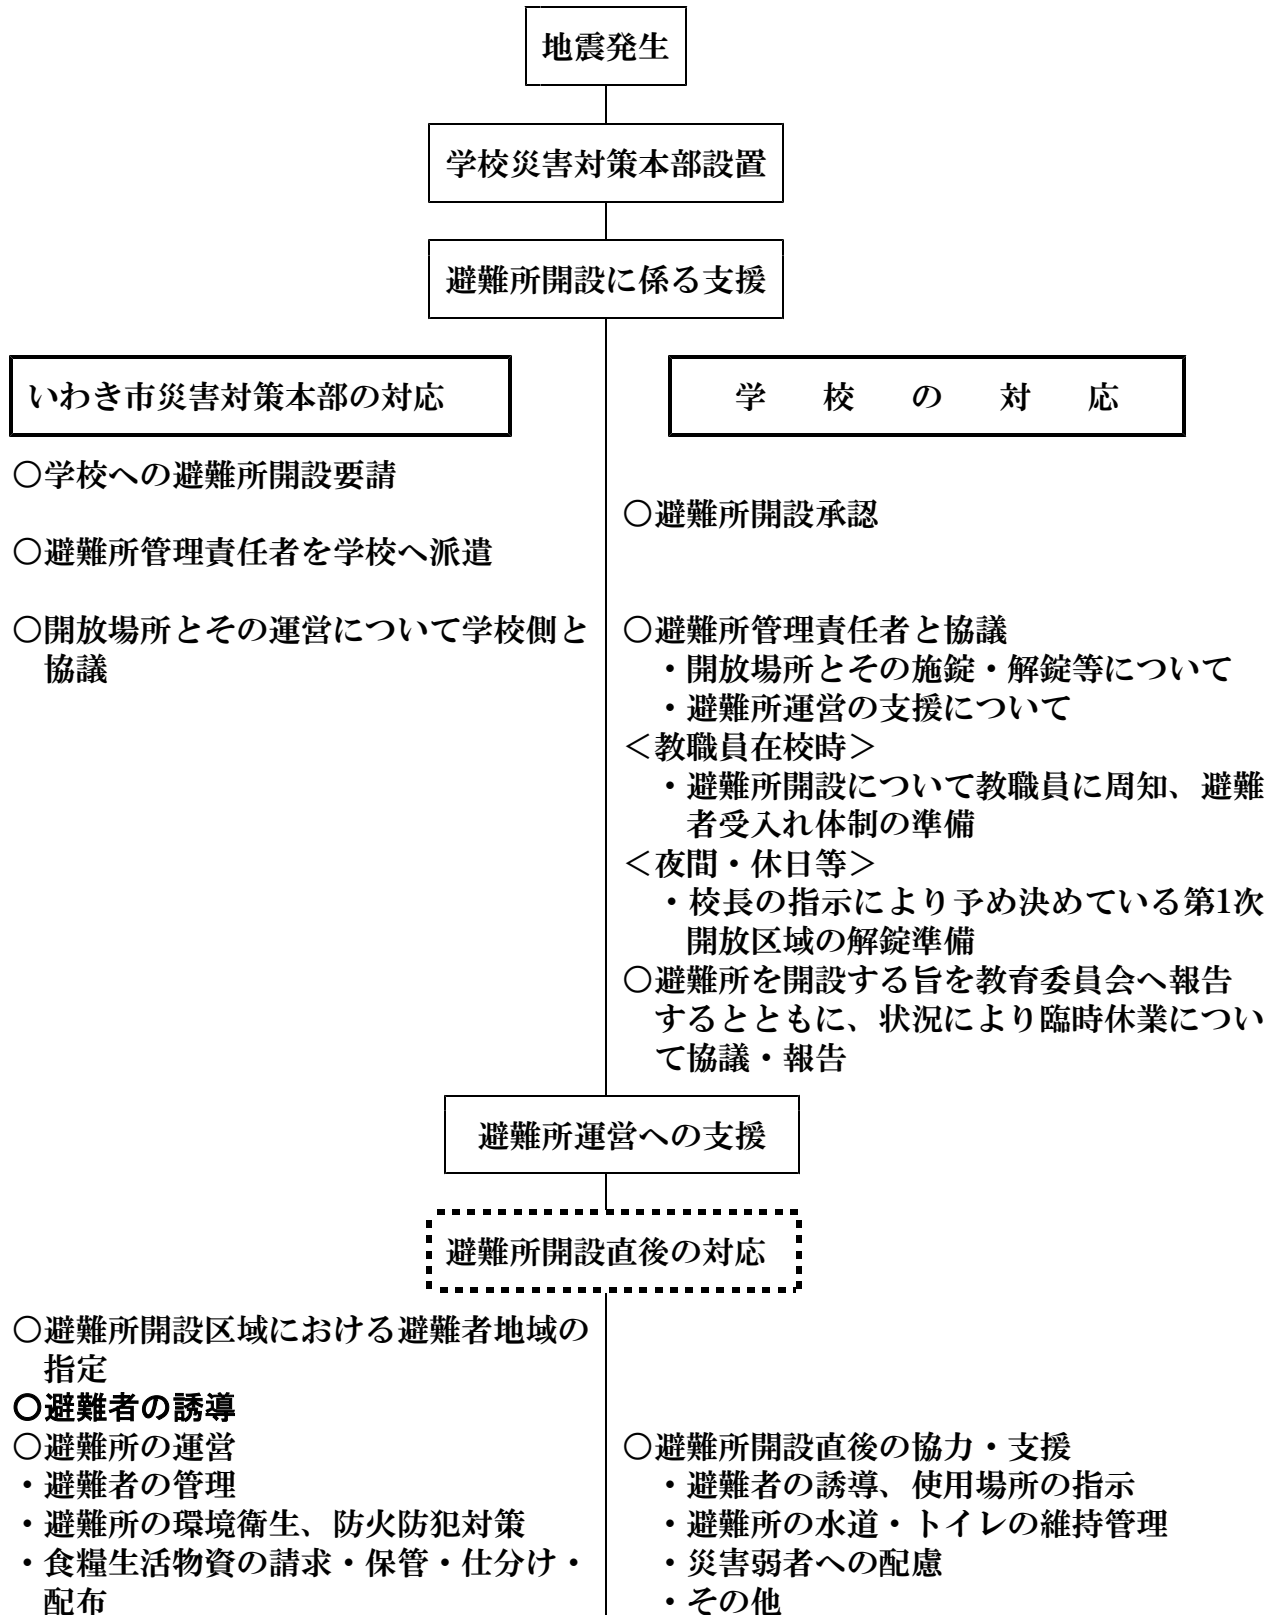 地震発生
学校災害対策本部設置
避難所開設に係る支援
いわき市災害対策本部の対応
学校の対応
〇学校への避難所開設要請
〇避難所管理責任者を学校へ派遣
〇開放場所とその運営について学校側と
協議
〇避難所開設承認
〇避難所管理責任者と協議
・開放場所とその施錠・解錠等について
・避難所運営の支援について
＜教職員在校時＞
・避難所開設について教職員に周知、避難
者受入れ体制の準備
＜夜間・休日等＞
・校長の指示により予め決めている第1次
開放区域の解錠準備
〇避難所を開設する旨を教育委員会へ報告
するとともに、状況により臨時休業につい
て協議・報告
避難所運営への支援
避難所開設直後の対応
〇避難所開設区域における避難者地域の
指定
〇避難者の誘導
〇避難所の運営
・避難者の管理
・避難所の環境衛生、防火防犯対策
・食糧生活物資の請求・保管・仕分け・
配布
〇避難所開設直後の協力・支援
・避難者の誘導、使用場所の指示
・避難所の水道・トイレの維持管理
・災害弱者への配慮
・その他